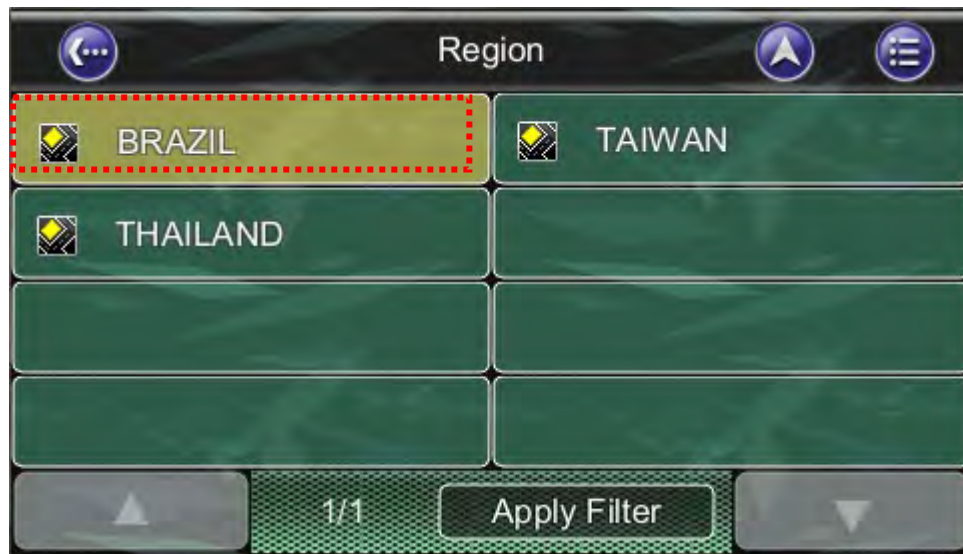 Region
BRAZIL
TAIWAN
THAILAND
1/1
Apply Filter